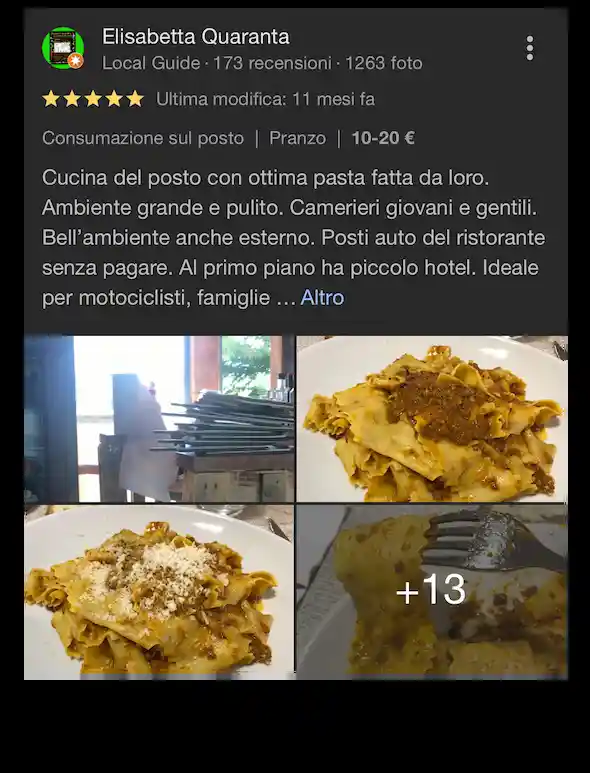 Elisabetta Quaranta
Local Guide · 173 recensioni · 1263 foto
Ultima modifica: 11 mesi fa
Consumazione sul posto | Pranzo | 10-20 €
Cucina del posto con ottima pasta fatta da loro.
Ambiente grande e pulito. Camerieri giovani e gentili.
Bell’ambiente anche esterno. Posti auto del ristorante
senza pagare. Al primo piano ha piccolo hotel. Ideale
per motociclisti, famiglie … Altro
+13